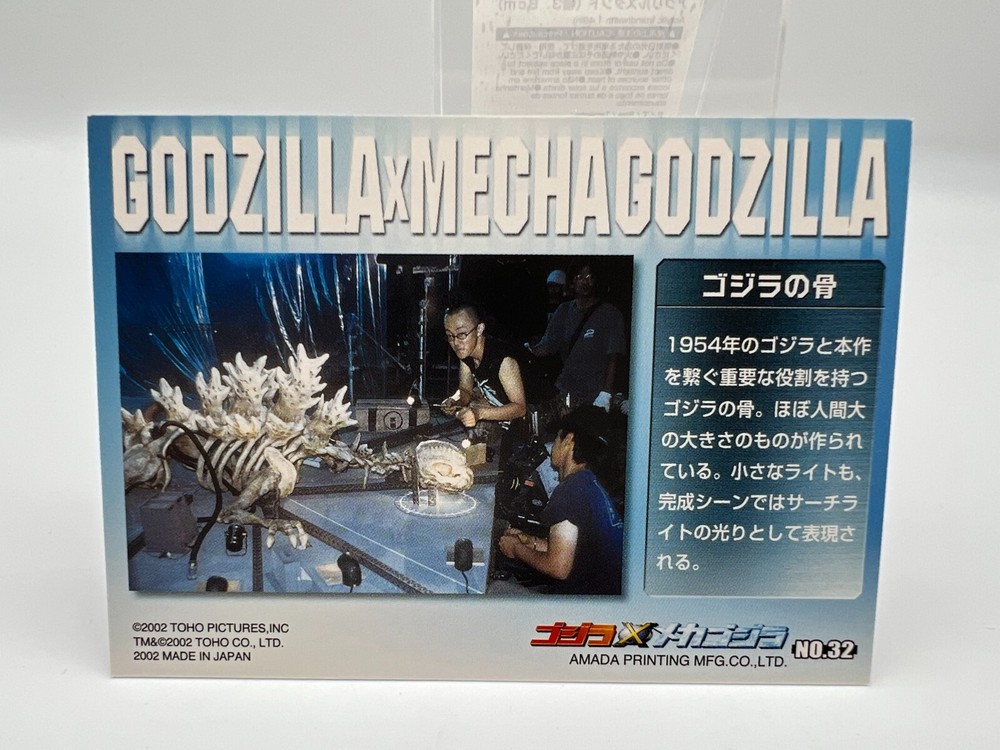 GODZILLA X MECHAGODZILLA
ゴジラの骨
1954年のゴジラと本作
を繋ぐ重要な役割を持つ
ゴジラの骨。ほぼ人間大
の大きさのものが作られ
ている。小さなライトも、
完成シーンではサーチラ
イトの光りとして表現さ
れる。
©2002 TOHO PICTURES,INC
TM&©2002 TOHO CO., LTD.
2002 MADE IN JAPAN
ゴジラ×メカゴジラ
NO.32
AMADA PRINTING MFG.CO.,LTD.